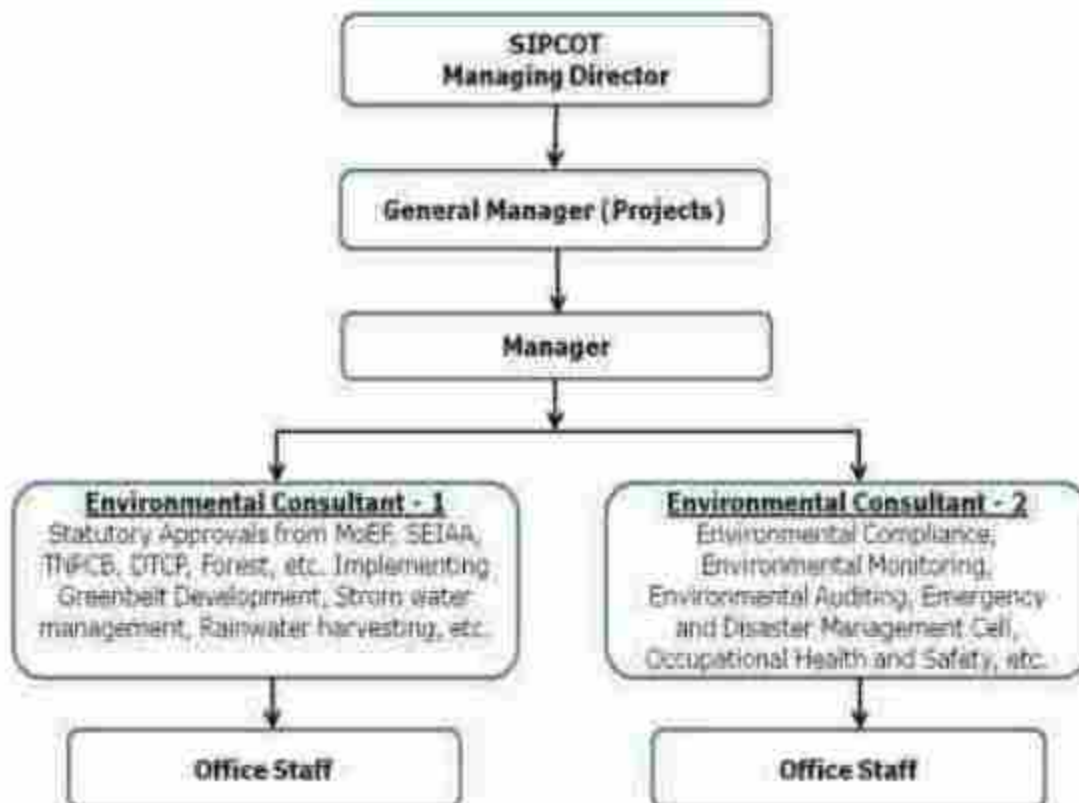 SIPCOT
Managing Director
General Manager (Projects)
Manager
Environmental Consultant - 1
Statutory Approvals from MoEF, SEIAA,
TNPCB, DTCP, Forest, etc. Implementing
Greenbelt Development, Strom water
management, Rainwater harvesting, etc.
Environmental Consultant - 2
Environmental Compliance,
Environmental Monitoring,
Environmental Auditing, Emergency
and Disaster Management Cell,
Occupational Health and Safety, etc.
Office Staff
Office Staff